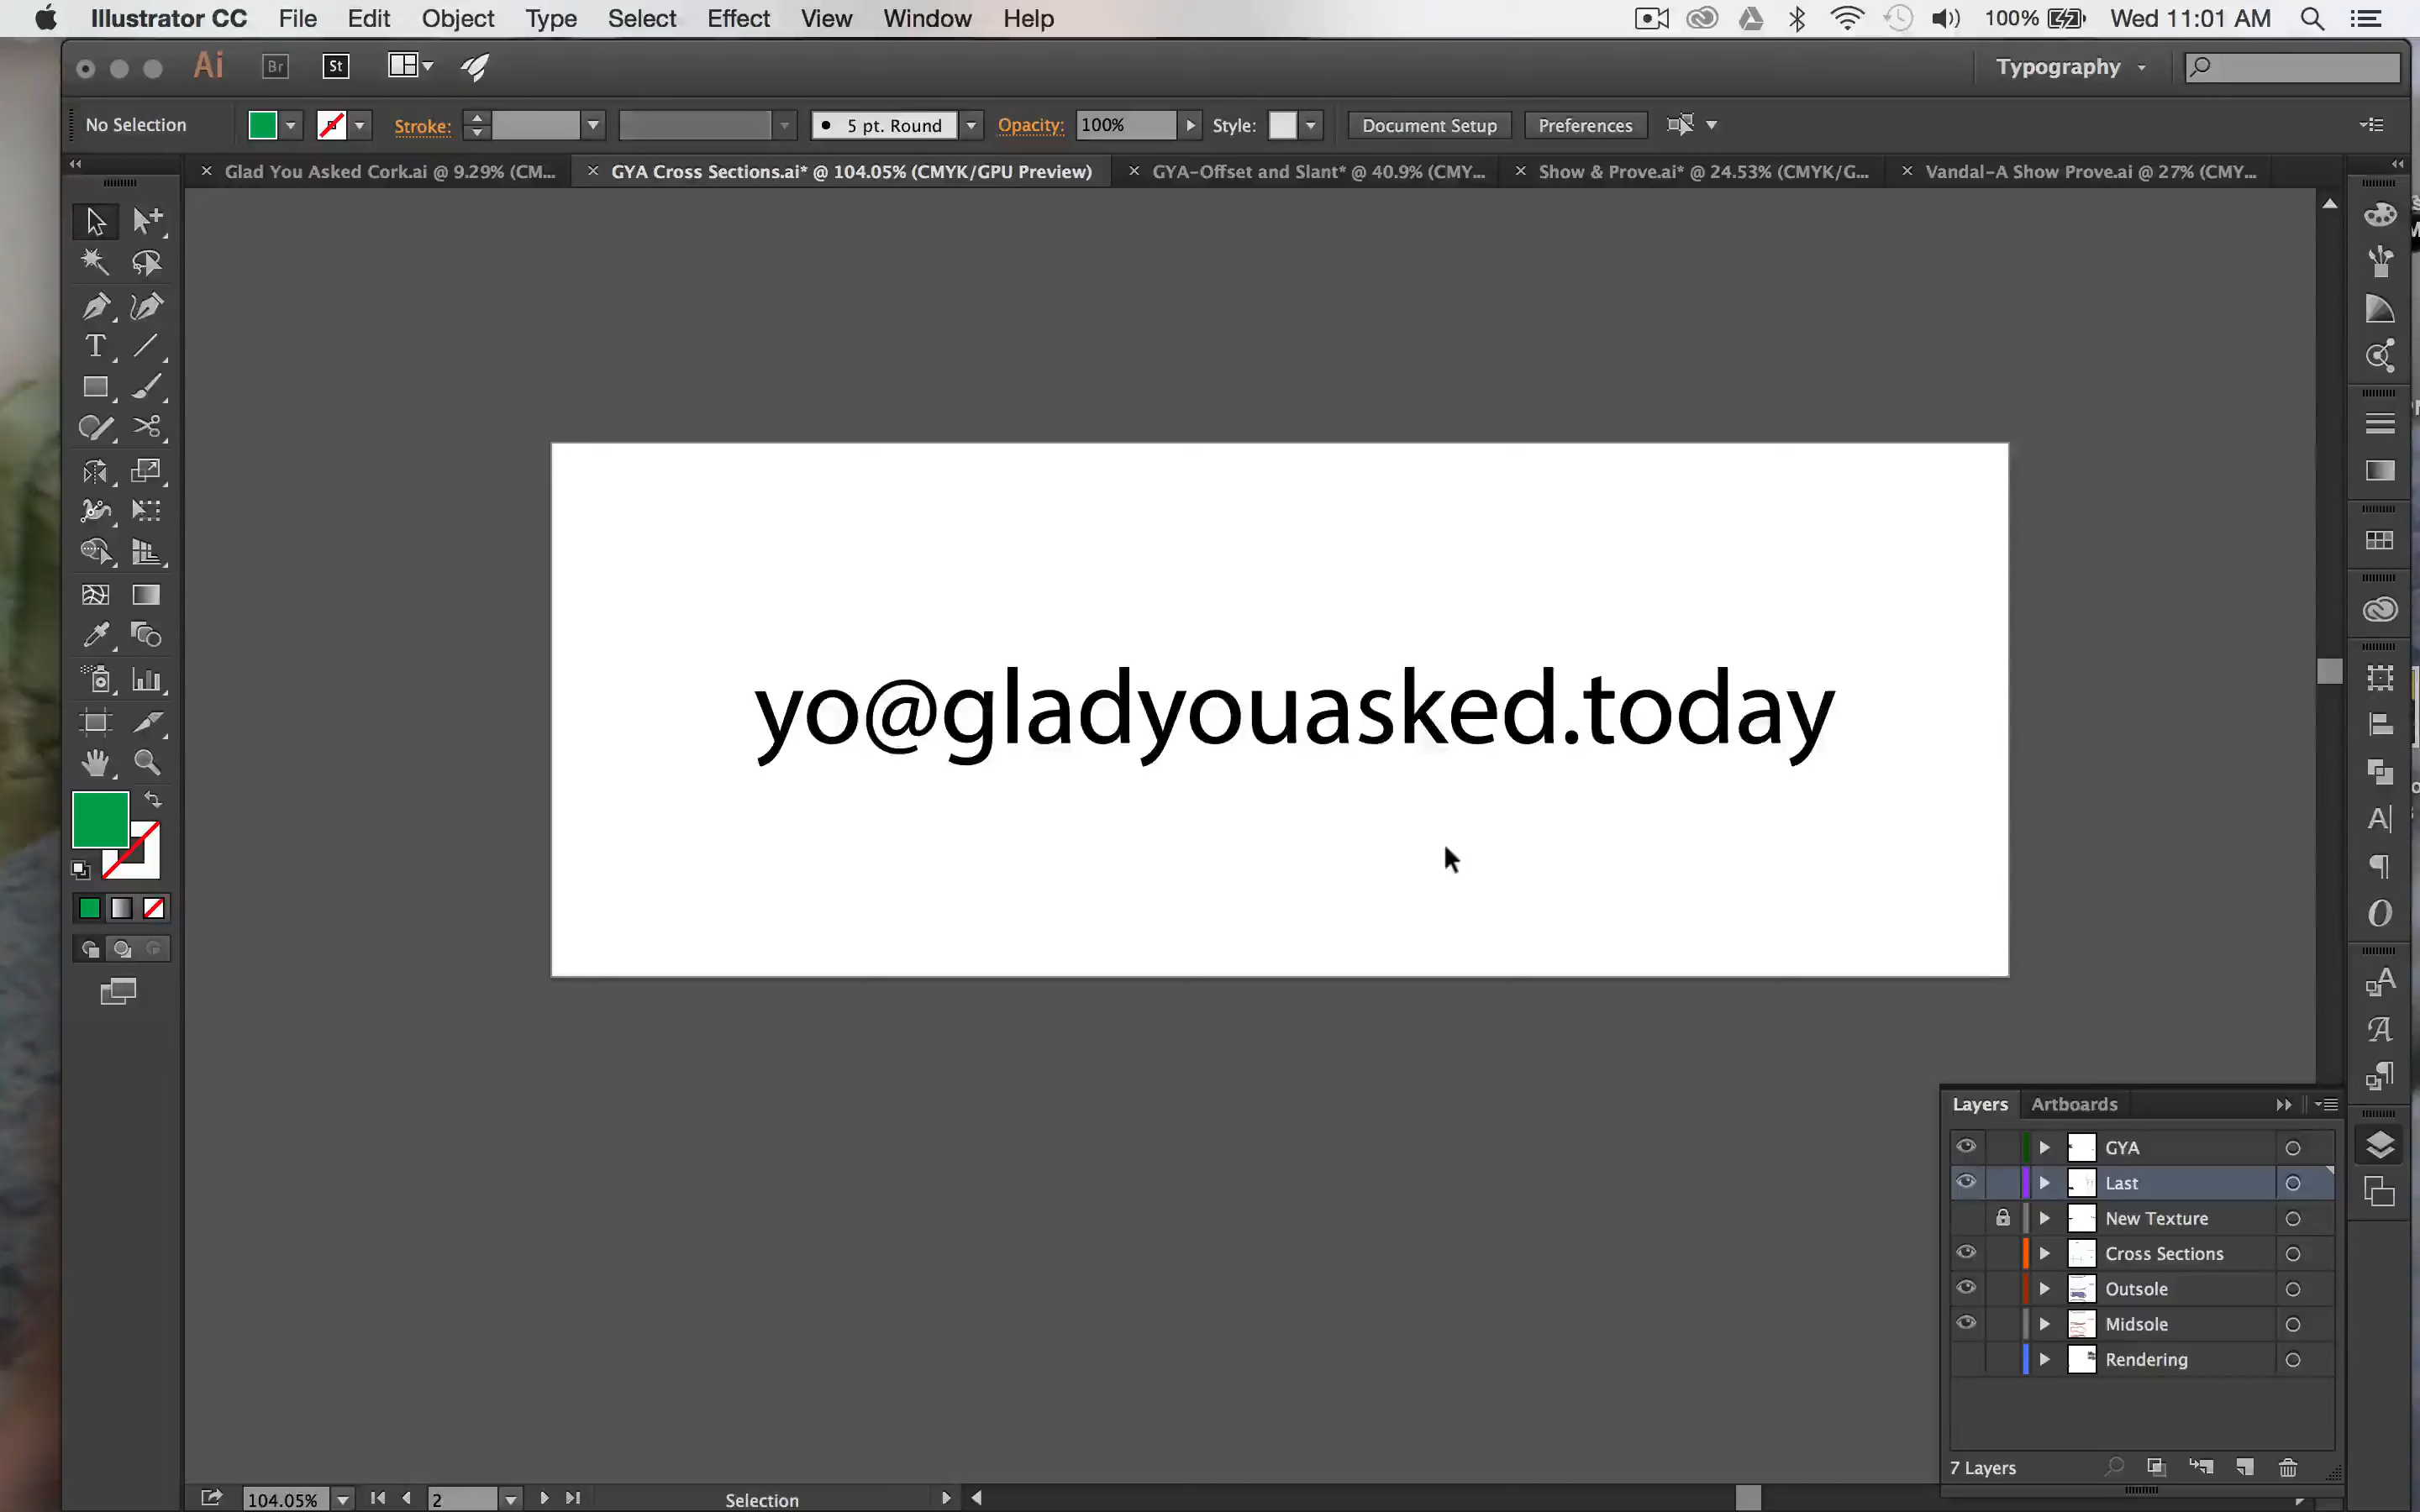 Illustrator CC File Edit Object Type Select Effect View Window Help 100% Wed 11:01 AM
Ai Br St Typography
No Selection Stroke: 5 pt. Round Opacity: 100% Style: Document Setup Preferences
Glad You Asked Cork.ai @ 9.29% (CM... GYA Cross Sections.ai* @ 104.05% (CMYK/GPU Preview) GYA-Offset and Slant* @ 40.9% (CMY... Show & Prove.ai* @ 24.53% (CMYK/G... Vandal-A Show Prove.ai @ 27% (CMY...
yo@gladyouasked.today
Layers Artboards
GYA
Last
New Texture
Cross Sections
Outsole
Midsole
Rendering
7 Layers
104.05% 2 Selection